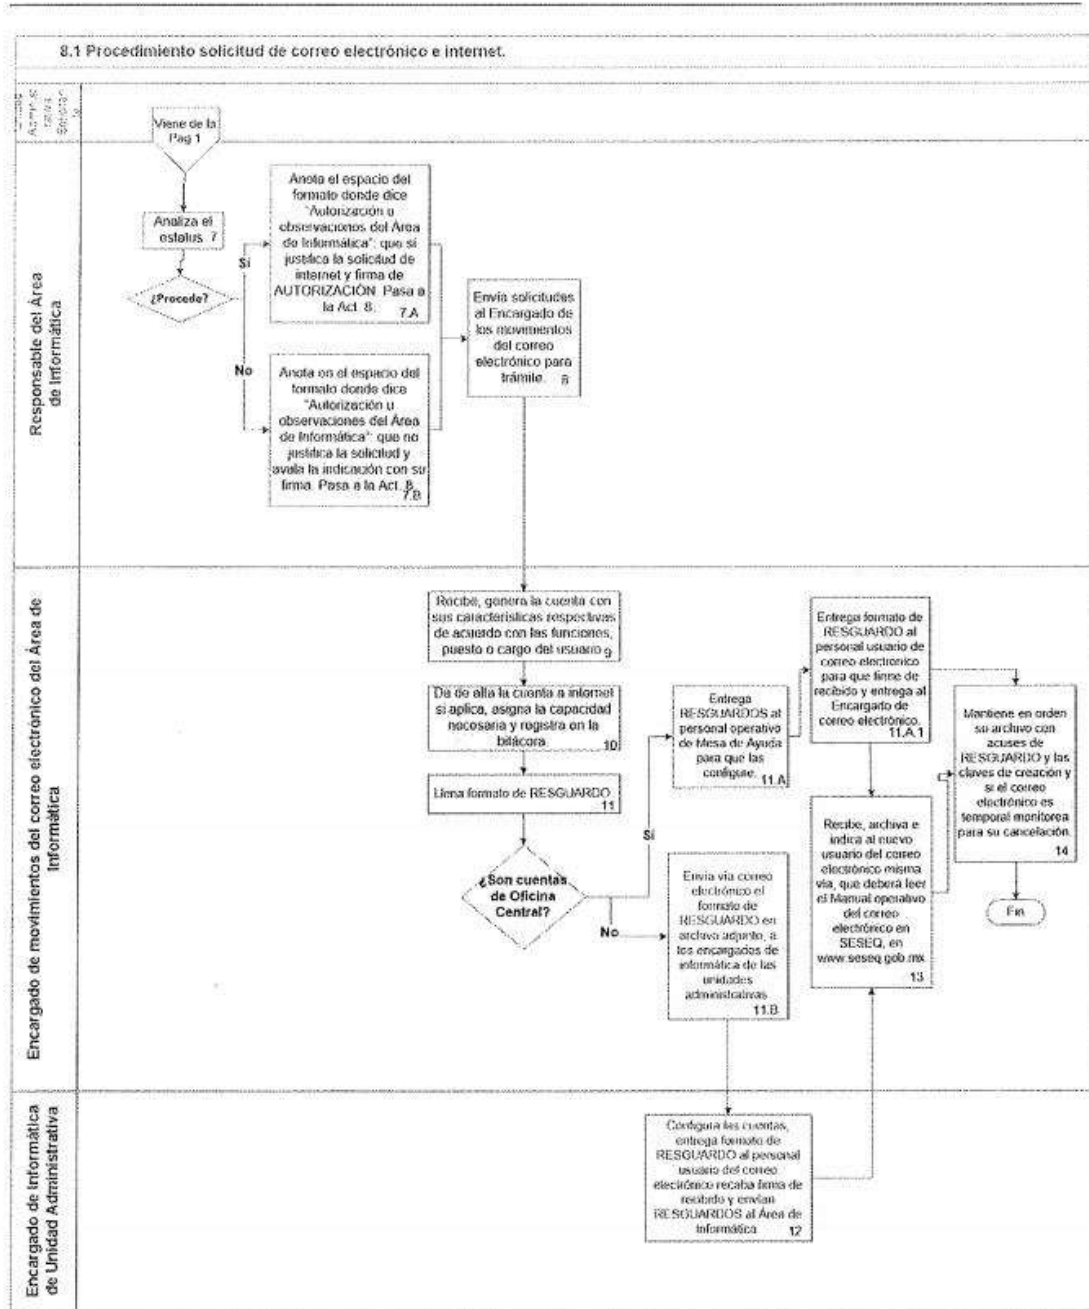 8.1 Procedimiento solicitud de correo electrónico e internet.
Viene de la
Pag 1
Responsable del Área
de Informática
Analiza el
estatus 7
¿Procede?
Sí
No
Anota el espacio del
formato donde dice
"Autorización u
observaciones del Área
de Informática": que si
justifica la solicitud de
internet y firma de
AUTORIZACIÓN. Pasa a
la Act. 8.
7.A
Anota en el espacio del
formato donde dice
"Autorización u
observaciones del Área
de Informática": que no
justifica la solicitud y
avala la indicación con su
firma. Pasa a la Act. 8.
7.B
Envía solicitudes
al Encargado de
los movimientos
del correo
electrónico para
trámite. 8
Encargado de movimientos del correo electrónico del Área de
Informática
Recibe, genera la cuenta con
sus características respectivas
de acuerdo con las funciones,
puesto o cargo del usuario 9
Da de alta la cuenta a internet
si aplica, asigna la capacidad
necesaria y registra en la
bitácora.
10
Llena formato de RESGUARDO
11
¿Son cuentas
de Oficina
Central?
Sí
No
Entrega
RESGUARDOS al
personal operativo
de Mesa de Ayuda
para que las
configure.
11.A
Entrega formato de
RESGUARDO al
personal usuario de
correo electronico
para que firme de
recibido y entrega al
Encargado de
correo electrónico.
11.A.1
Envía vía correo
electrónico el
formato de
RESGUARDO en
archivo adjunto, a
los encargados de
informática de las
unidades
administrativas
11.B
Recibe, archiva e
indica al nuevo
usuario del correo
electrónico misma
vía, que deberá leer
el Manual operativo
del correo
electrónico en
SESEQ, en
www.seseq.gob.mx
13
Mantiene en orden
su archivo con
acuses de
RESGUARDO y las
claves de creación y
si el correo
electrónico es
temporal monitorea
para su cancelación.
14
Fin
Encargado de Informática
de Unidad Administrativa
Configura las cuentas,
entrega formato de
RESGUARDO al personal
usuario del correo
electrónico recaba firma de
recibido y envían
RESGUARDOS al Área de
Informática
12